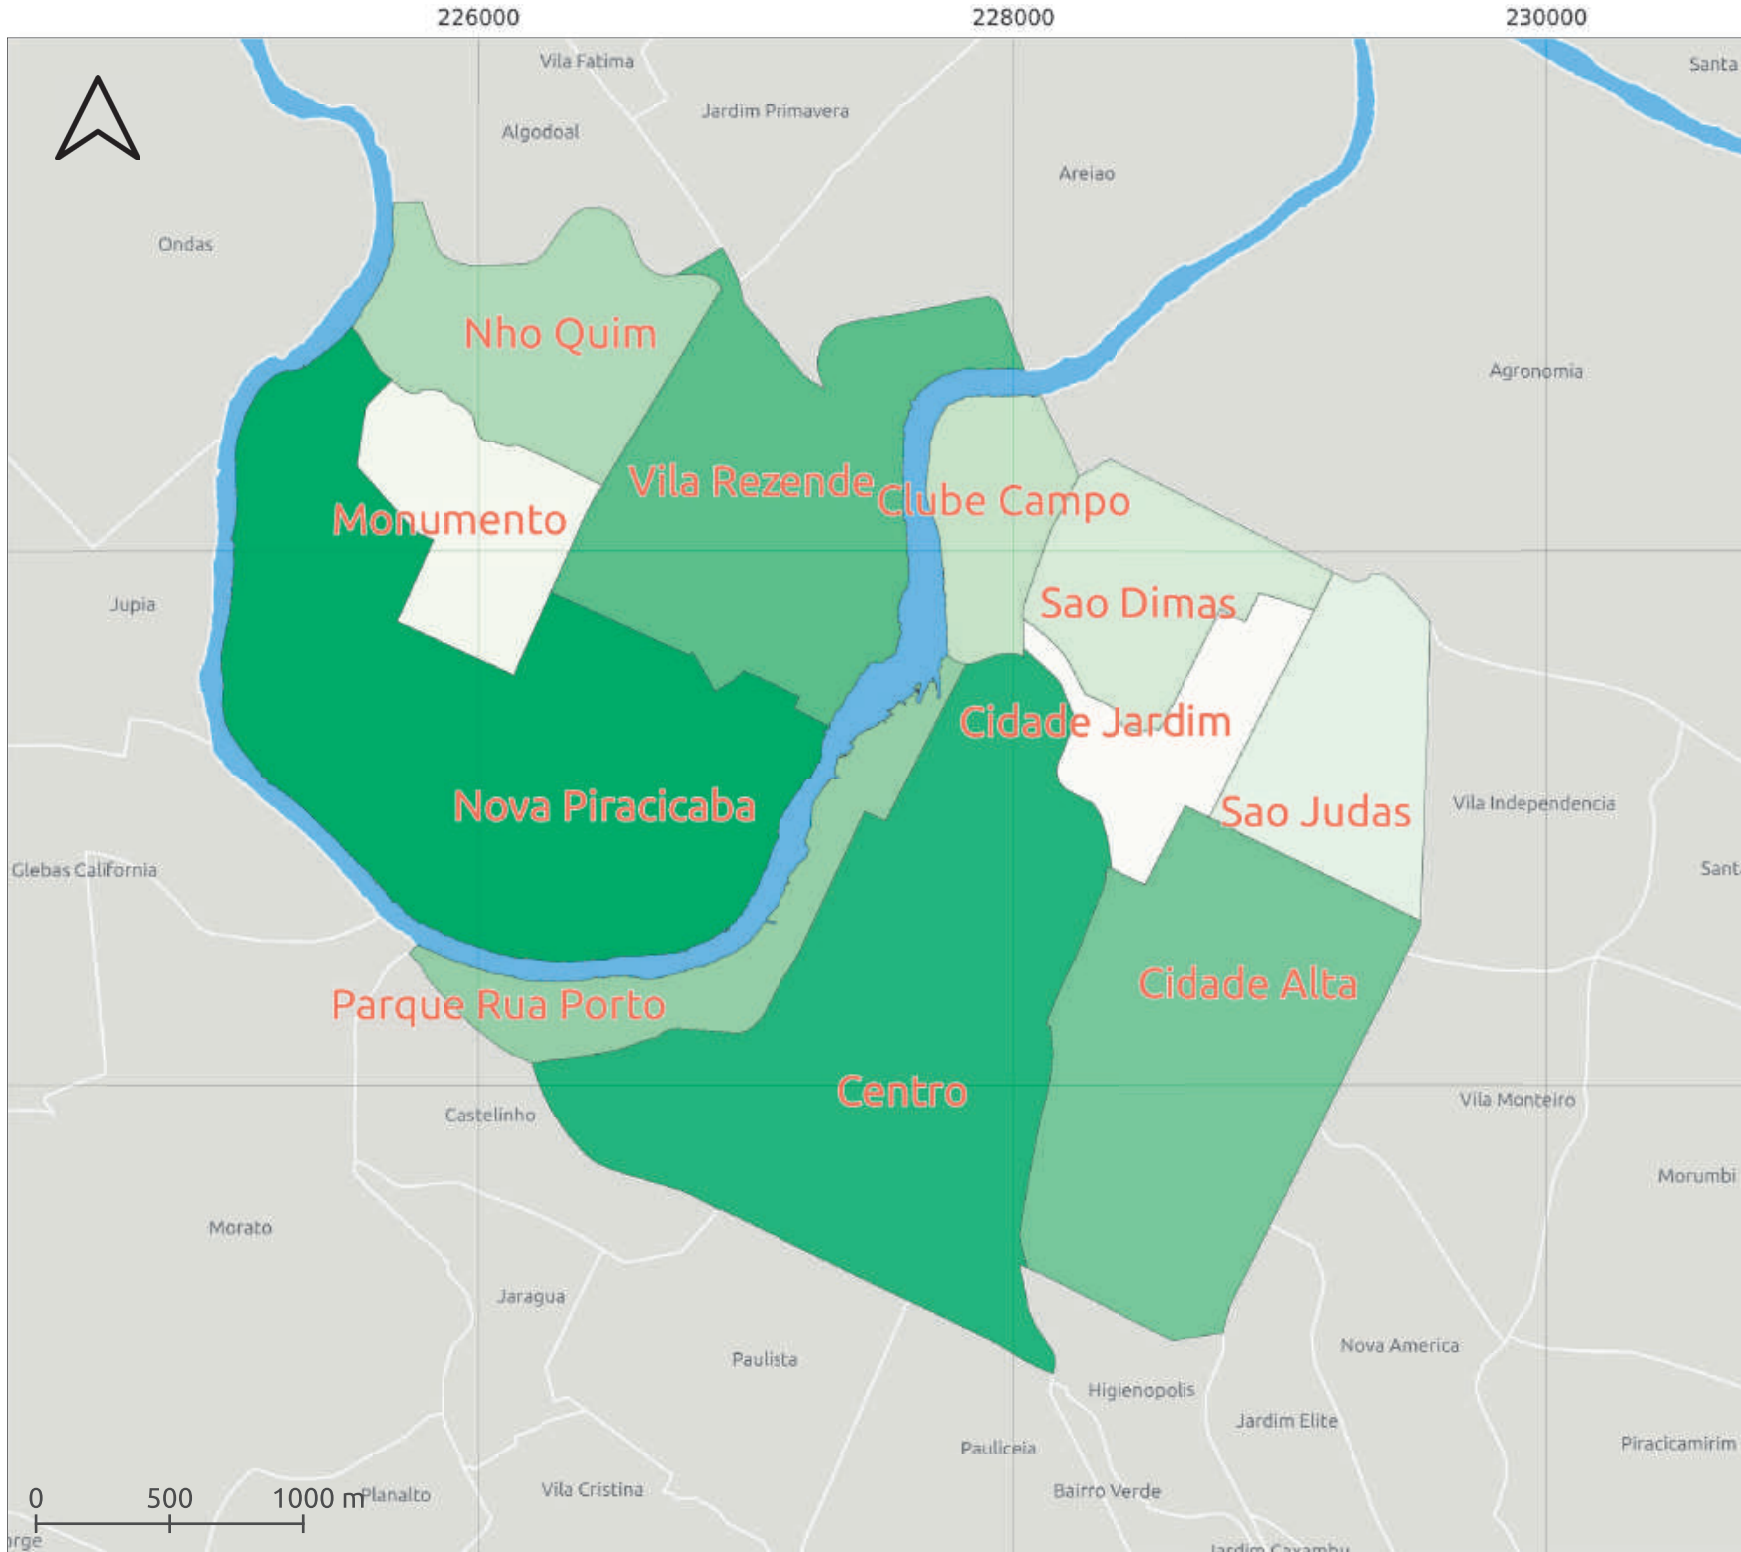 226000 228000 230000
Vila Fatima
Santa
Jardim Primavera
Algodoal
Areiao
Ondas
Nho Quim
Agronomia
Vila Rezende
Clube Campo
Monumento
Sao Dimas
Jupia
Cidade Jardim
Nova Piracicaba
Sao Judas
Vila Independencia
Glebas California
Cidade Alta
Parque Rua Porto
Centro
Vila Monteiro
Castelinho
Morumbi
Morato
Jaragua
Nova America
Paulista
Higienopolis
Jardim Elite
Piracicamirim
Pauliceia
Vila Cristina
Bairro Verde
Planalto
0 500 1000 m
Jardim Caxambu